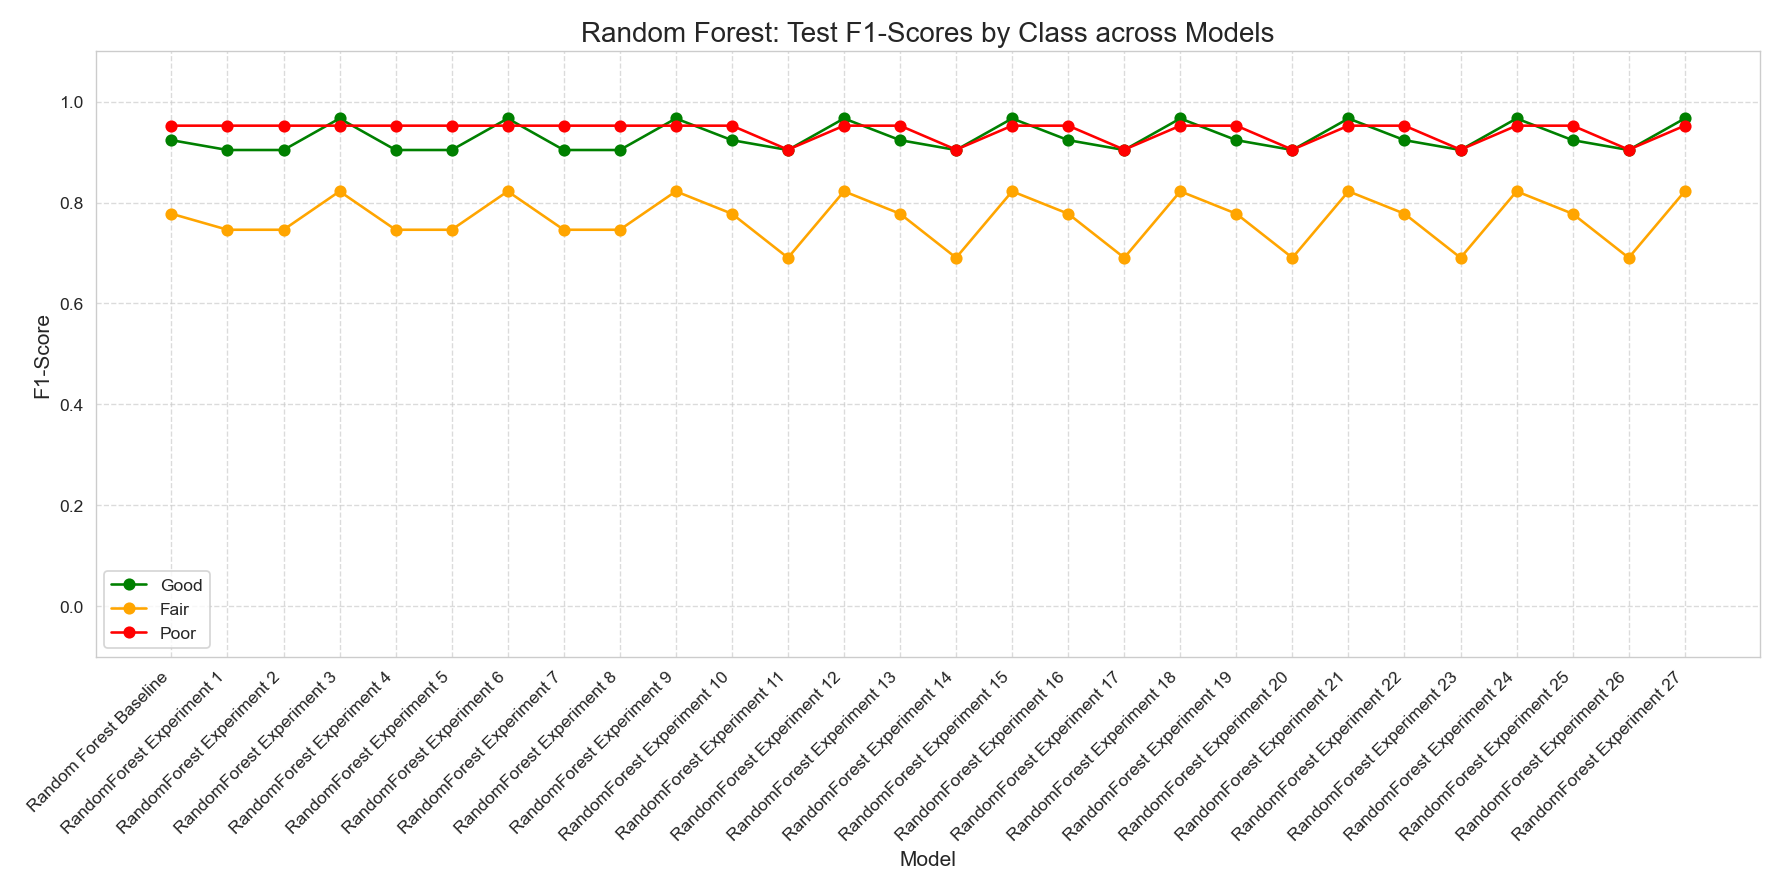 Random Forest: Test F1-Scores by Class across Models
F1-Score
1.0
0.8
0.6
0.4
0.2
0.0
Good
Fair
Poor
Random Forest Baseline
RandomForest Experiment 1
RandomForest Experiment 2
RandomForest Experiment 3
RandomForest Experiment 4
RandomForest Experiment 5
RandomForest Experiment 6
RandomForest Experiment 7
RandomForest Experiment 8
RandomForest Experiment 9
RandomForest Experiment 10
RandomForest Experiment 11
RandomForest Experiment 12
RandomForest Experiment 13
RandomForest Experiment 14
RandomForest Experiment 15
RandomForest Experiment 16
RandomForest Experiment 17
RandomForest Experiment 18
RandomForest Experiment 19
RandomForest Experiment 20
RandomForest Experiment 21
RandomForest Experiment 22
RandomForest Experiment 23
RandomForest Experiment 24
RandomForest Experiment 25
RandomForest Experiment 26
RandomForest Experiment 27
Model